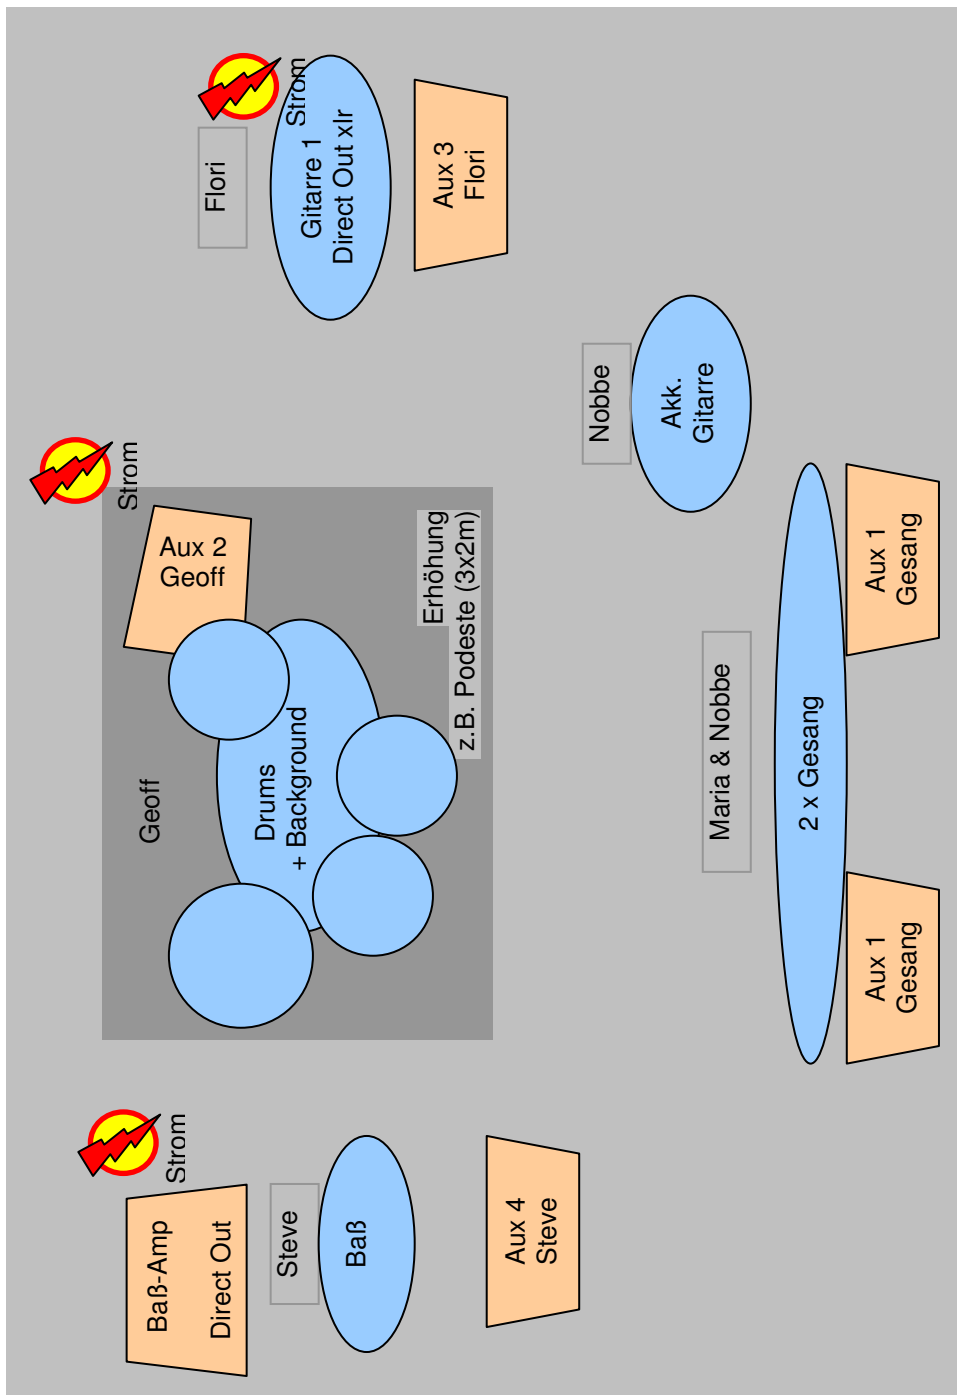 Strom
Baß-Amp
Direct Out
Steve
Baß
Aux 4
Steve
Strom
Geoff
Aux 2
Geoff
Drums
+ Background
Erhöhung
z.B. Podeste (3x2m)
Strom
Flori
Gitarre 1
Direct Out xlr
Aux 3
Flori
Nobbe
Akk.
Gitarre
Maria & Nobbe
2 x Gesang
Aux 1
Gesang
Aux 1
Gesang